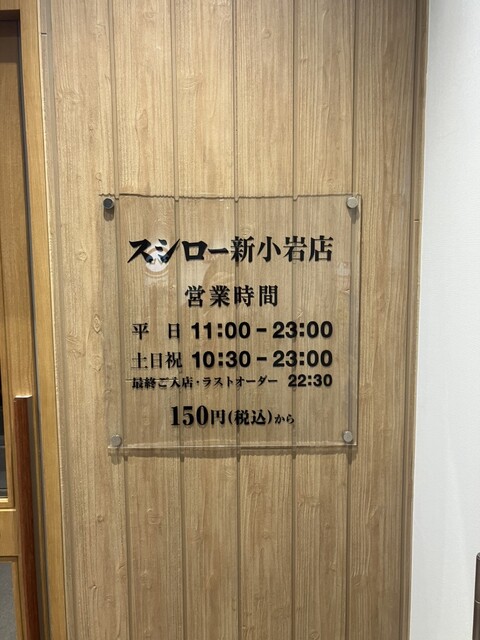 スシロー新小岩店
営業時間
平 日 11:00-23:00
土日祝 10:30-23:00
最終ご入店・ラストオーダー 22:30
150円(税込)から